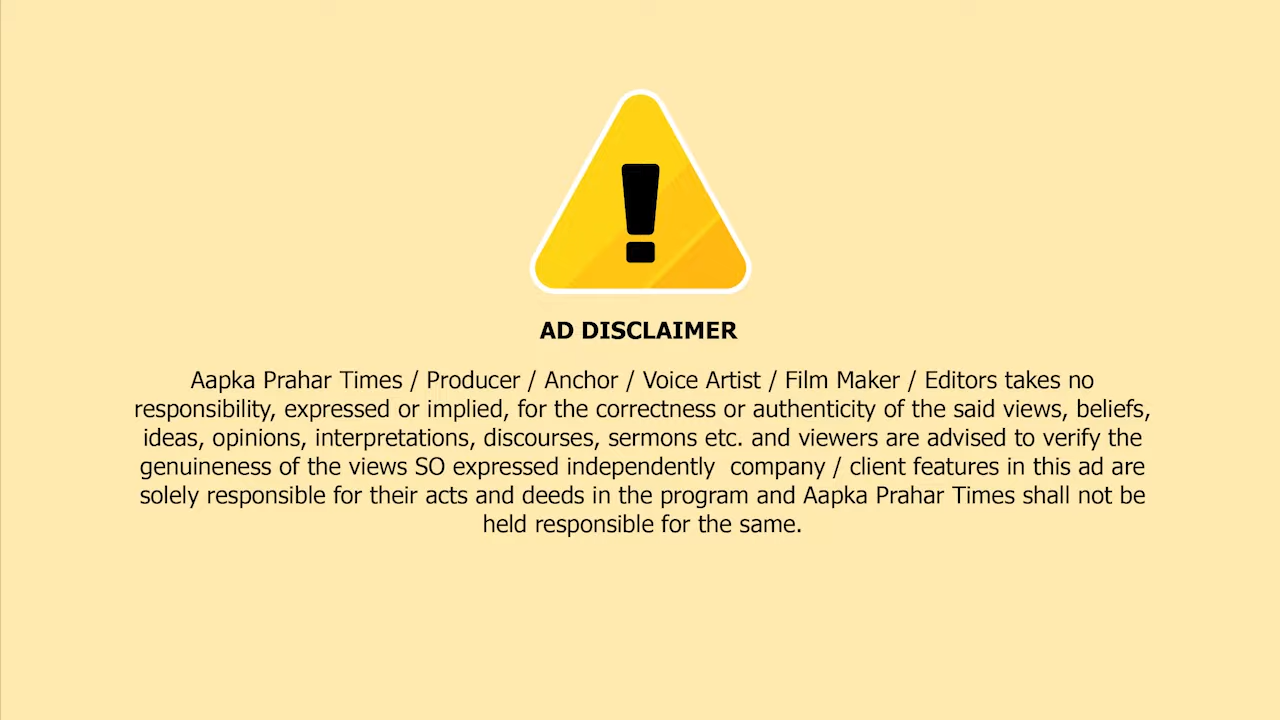 AD DISCLAIMER
Aapka Prahar Times / Producer / Anchor / Voice Artist / Film Maker / Editors takes no
responsibility, expressed or implied, for the correctness or authenticity of the said views, beliefs,
ideas, opinions, interpretations, discourses, sermons etc. and viewers are advised to verify the
genuineness of the views SO expressed independently  company / client features in this ad are
solely responsible for their acts and deeds in the program and Aapka Prahar Times shall not be
held responsible for the same.